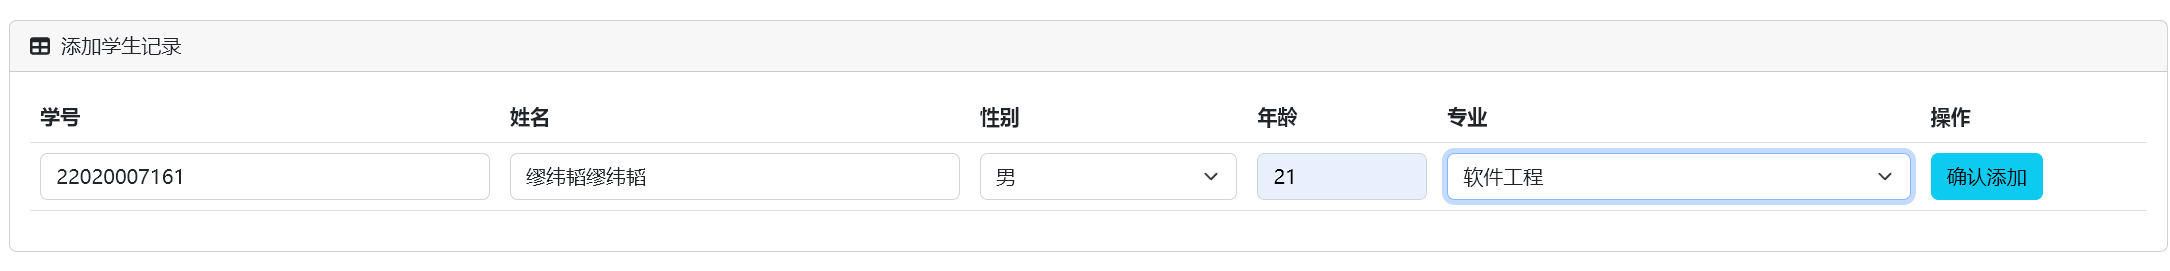 添加学生记录
学号 姓名 性别 年龄 专业 操作
22020007161 缪纬韬缪纬韬 男 21 软件工程 确认添加